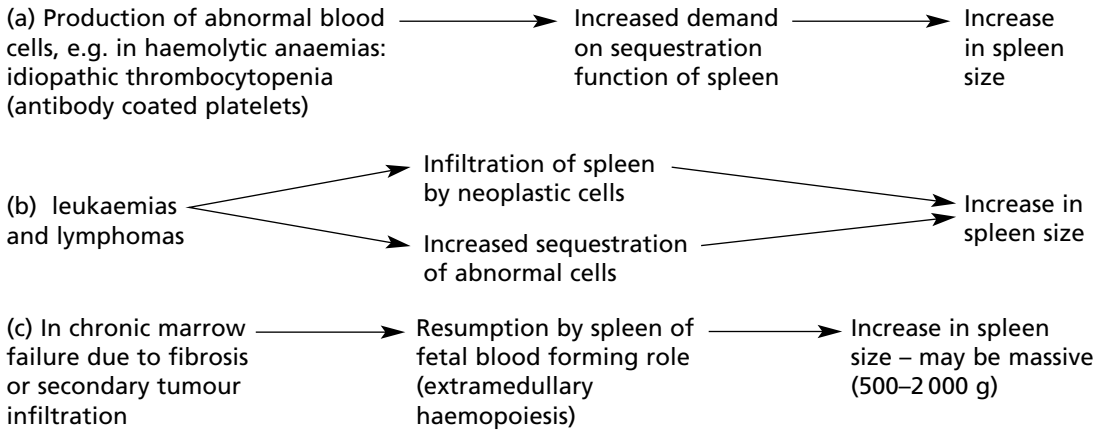 (a) Production of abnormal blood
cells, e.g. in haemolytic anaemias:
idiopathic thrombocytopenia
(antibody coated platelets)
Increased demand
on sequestration
function of spleen
Increase
in spleen
size
(b) leukaemias
and lymphomas
Infiltration of spleen
by neoplastic cells
Increased sequestration
of abnormal cells
Increase in
spleen size
(c) In chronic marrow
failure due to fibrosis
or secondary tumour
infiltration
Resumption by spleen of
fetal blood forming role
(extramedullary
haemopoiesis)
Increase in spleen
size – may be massive
(500–2 000 g)